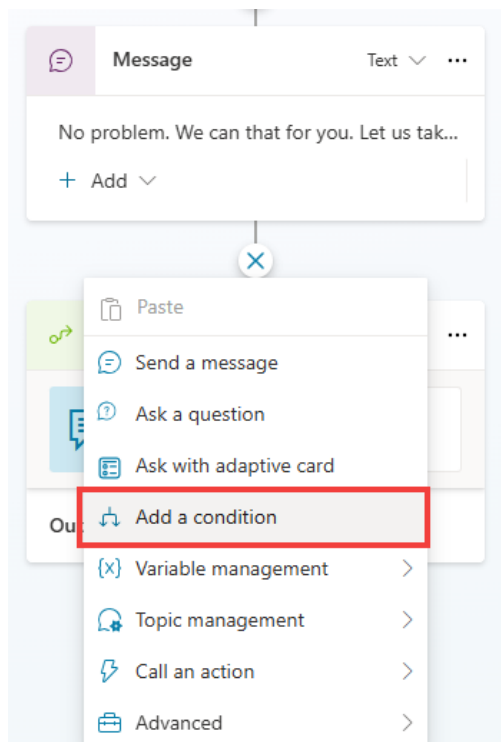 Message
Text
No problem. We can that for you. Let us tak...
+ Add
Paste
Send a message
Ask a question
Ask with adaptive card
Add a condition
Ou
{x} Variable management
Topic management
Call an action
Advanced